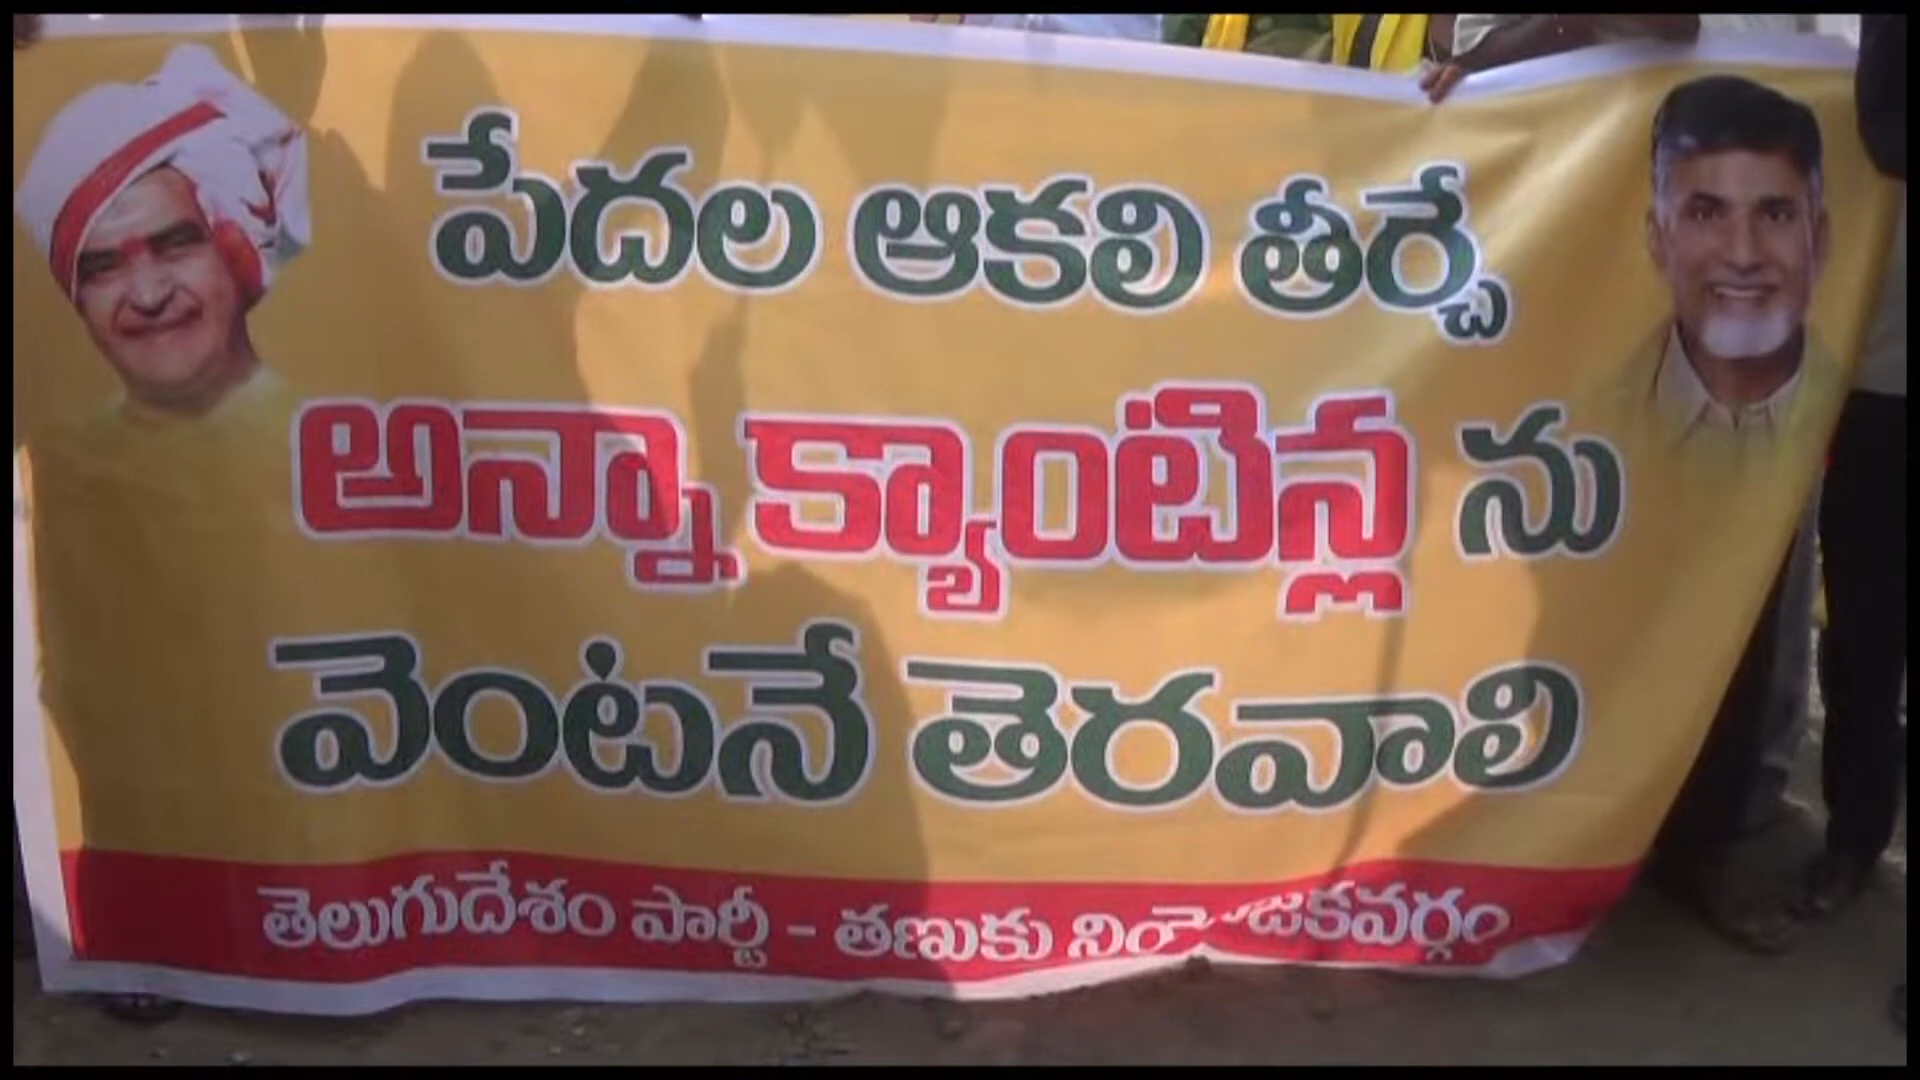 పేదల ఆకలి తీర్చే
అన్నా క్యాంటిన్ల ను
వెంటనే తెరవాలి
తెలుగుదేశం పార్టీ - తణుకు నియోజకవర్గం